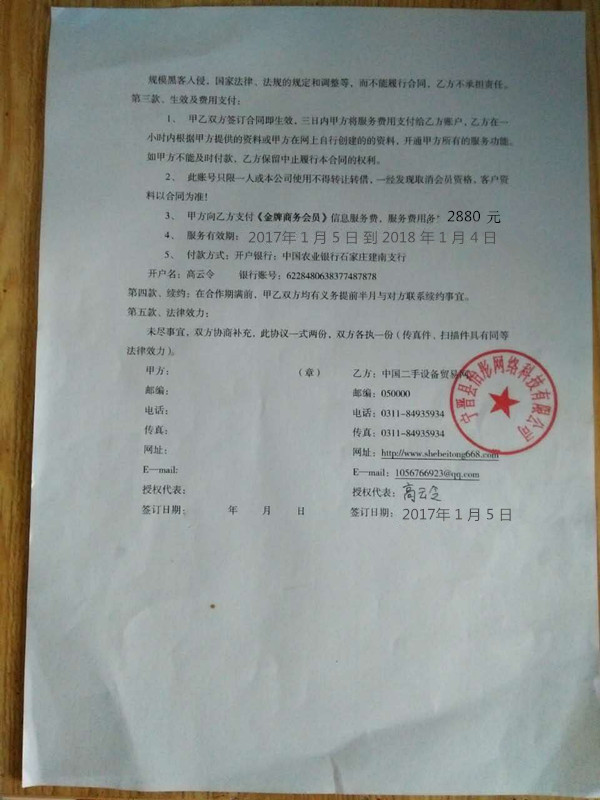 规模黑客入侵，国家法律、法规的规定和调整等，而不能履行合同，乙方不承担责任。
第三款、生效及费用支付：
1、 甲乙双方签订合同即生效，三日内甲方将服务费用支付给乙方账户，乙方在一
小时内根据甲方提供的资料或甲方在网上自行创建的的资料，开通甲方所有的服务功能。
如甲方不能及时付款，乙方保留中止履行本合同的权利。
2、 此账号只限一人或本公司使用不得转让转借，一经发现取消会员资格，客户资
料以合同为准！
3、 甲方向乙方支付《金牌商务会员》信息服务费，服务费用为：2880 元
4、 服务有效期： 2017年1月5日到2018年1月4日
5、 付款方式：开户银行：中国农业银行石家庄建南支行
开户名：高云令 银行账号：6228480638377487878
第四款、续约：在合作期满前，甲乙双方均有义务提前半月与对方联系续约事宜。
第五款、法律效力：
未尽事宜，双方协商补充，此协议一式两份，双方各执一份（传真件、扫描件具有同等
法律效力）。
甲方： （章） 乙方：中国二手设备贸易网
邮编： 邮编：050000
电话： 电话：0311-84935934
传真： 传真：0311-84935934
网址： 网址：http://www.shebeitong668.com
E—mail: E—mail：1056766923@qq.com
授权代表： 授权代表：高云令
签订日期： 年 月 日 签订日期：2017年1月5日